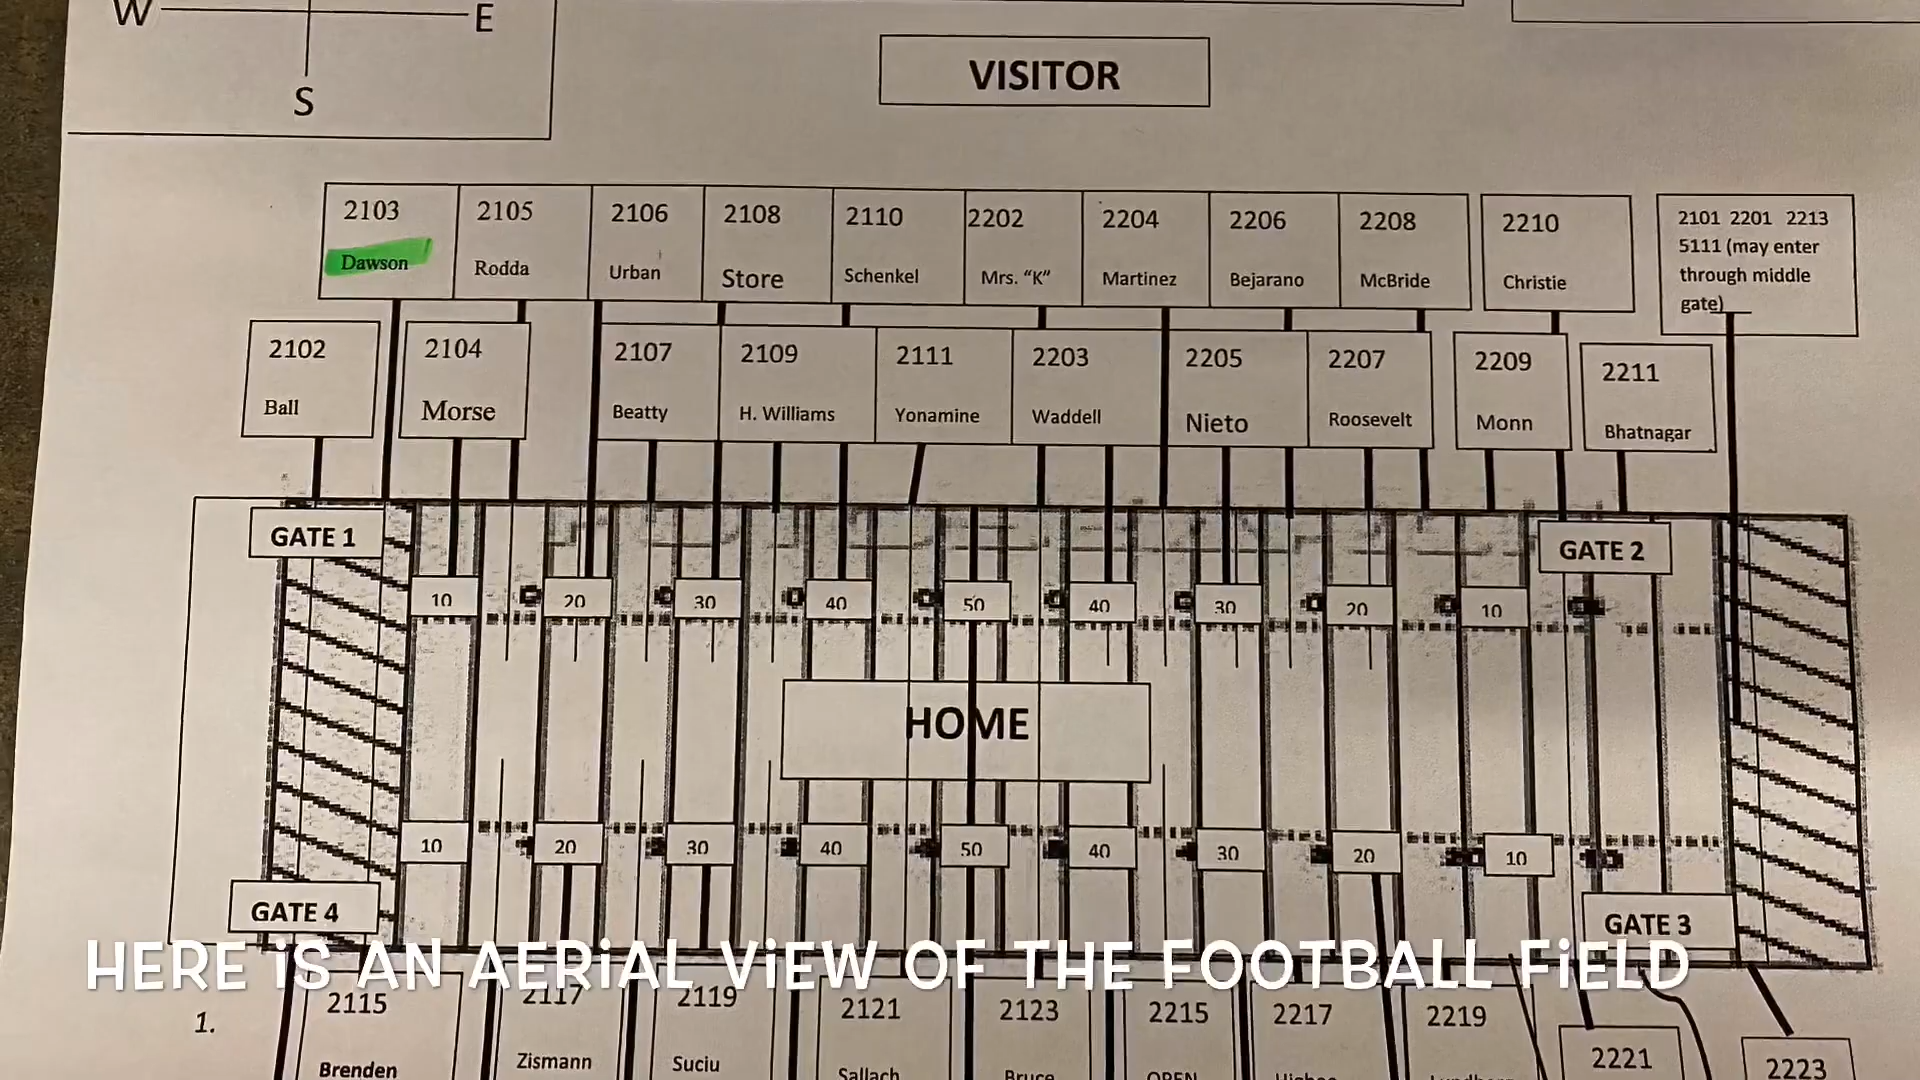 W E
S
VISITOR
2103 2105 2106 2108 2110 2202 2204 2206 2208 2210
Dawson Rodda Urban Store Schenkel Mrs. “K” Martinez Bejarano McBride Christie
2101 2201 2213
5111 (may enter
through middle
gate)
2102 2104 2107 2109 2111 2203 2205 2207 2209 2211
Ball Morse Beatty H. Williams Yonamine Waddell Nieto Roosevelt Monn Bhatnagar
GATE 1 GATE 2
10 20 30 40 50 40 30 20 10
HOME
10 20 30 40 50 40 30 20 10
GATE 4 GATE 3
HERE iS AN AERiAL ViEW OF THE FOOTBALL FiELD
1.
2115 2117 2119 2121 2123 2215 2217 2219 2221 2223
Brenden Zismann Suciu Sallach Bruce OPEN